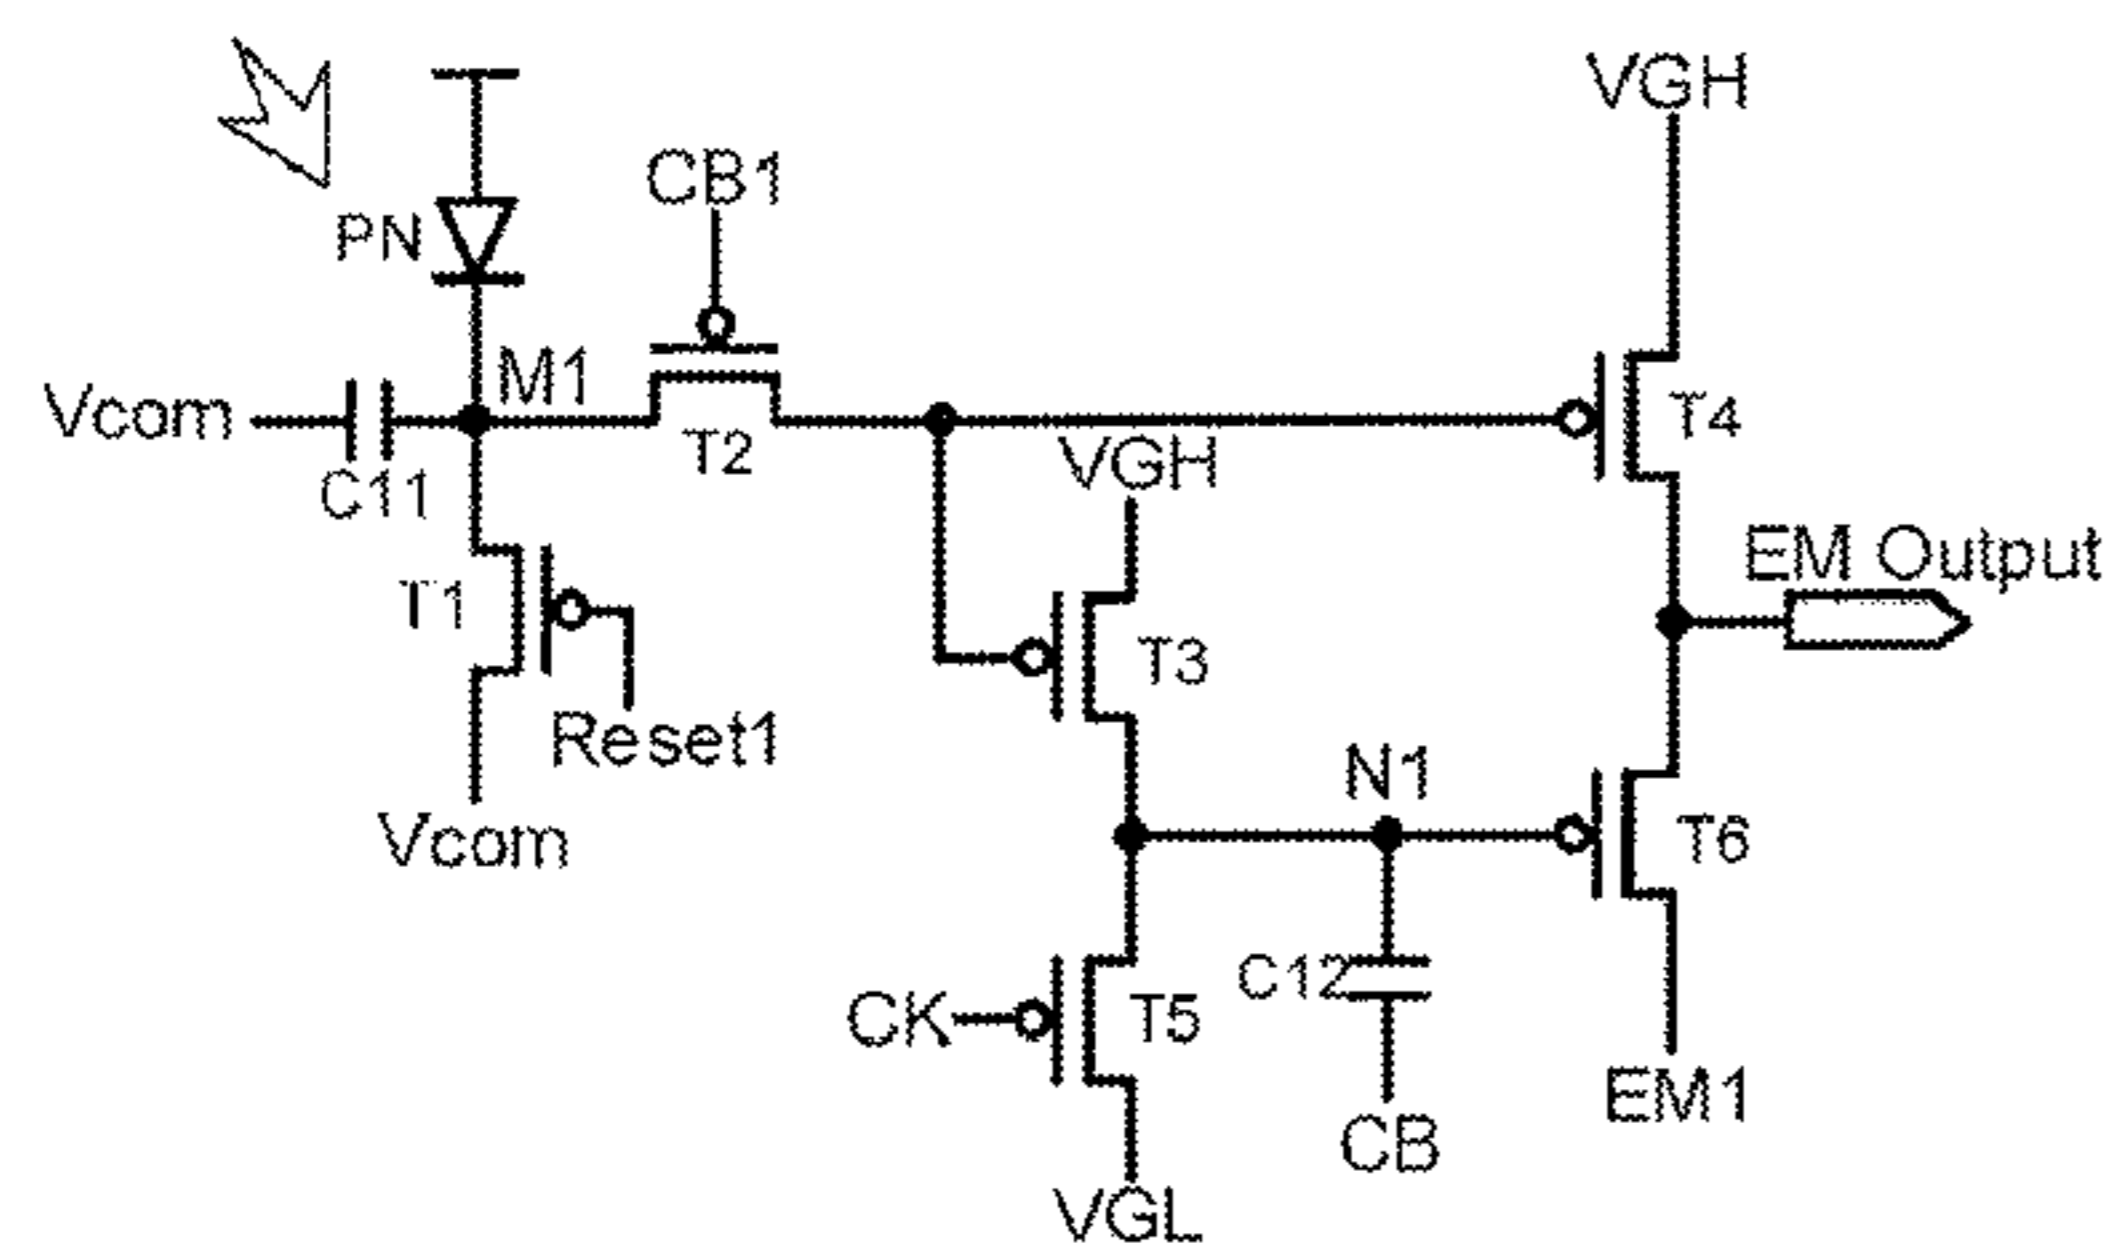 VGH
CB1
PN
M1
Vcom
T4
T2
VGH
C11
EM Output
T1
T3
Reset1
N1
Vcom
T6
C12
CK
T5
EM1
CB
VGL